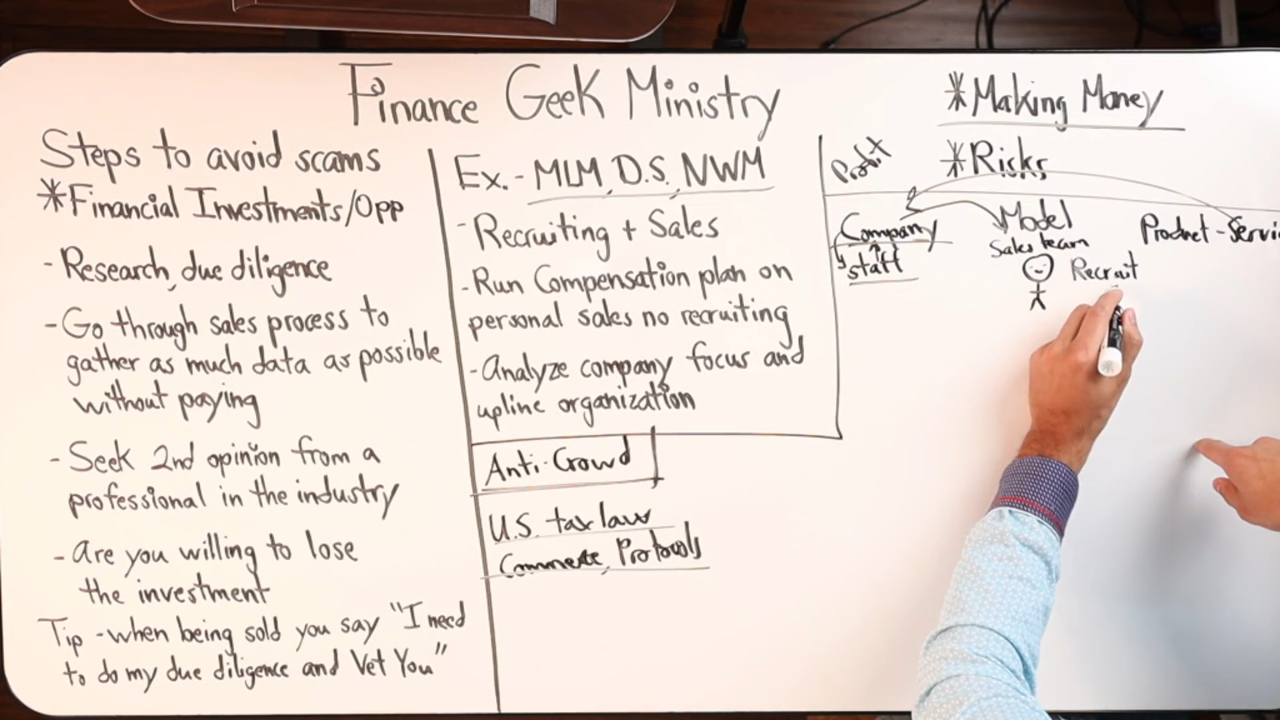 Finance Geek Ministry
Steps to avoid scams
*Financial Investments/Opp
- Research, due diligence
- Go through sales process to
gather as much data as possible
without paying
- Seek 2nd opinion from a
professional in the industry
- are you willing to lose
the investment
Tip - when being sold you say "I need
to do my due diligence and Vet You"
Ex. - MLM, D.S, NWM
- Recruiting + Sales
- Run Compensation plan on
personal sales no recruiting
- Analyze company focus and
upline organization
Anti-Crowd
U.S. tax law
Commerce, Protocols
*Making Money
Profit
*Risks
Company
staff
Model
Sales team
Recruit
Product - Servi